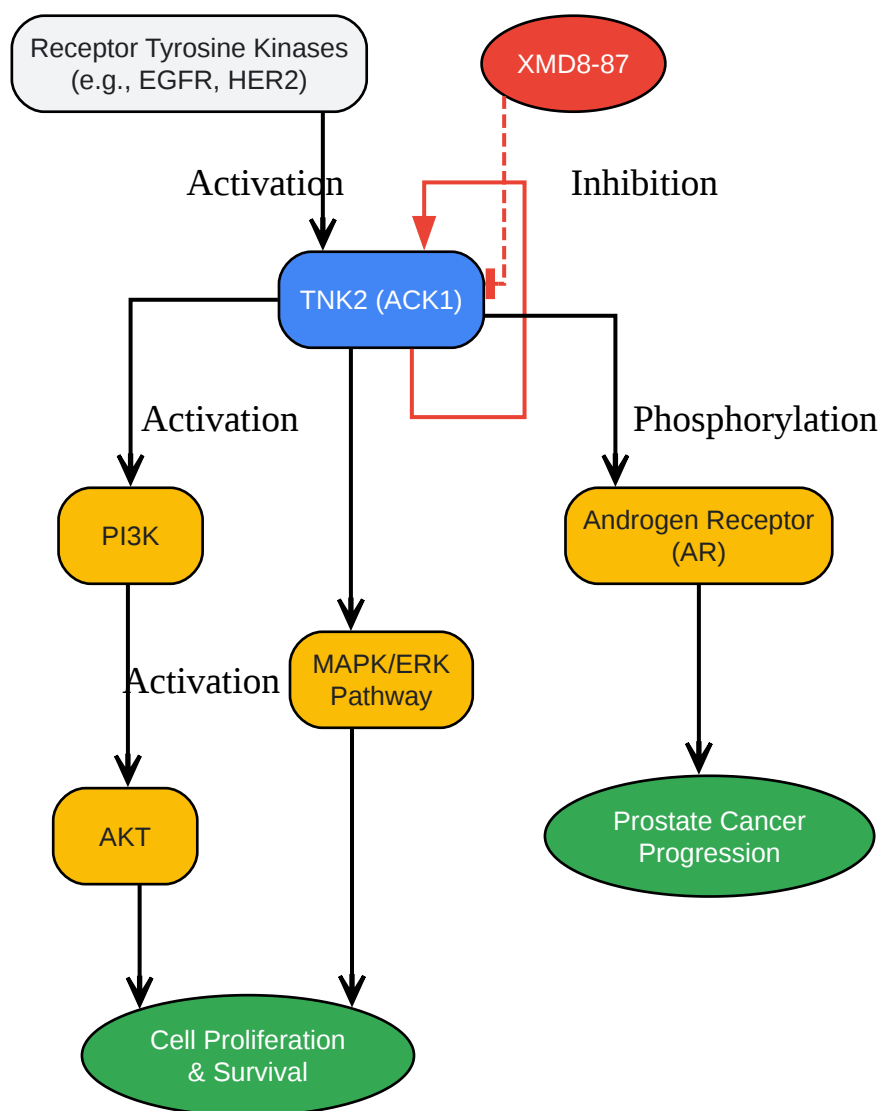 Receptor Tyrosine Kinases
(e.g., EGFR, HER2)
XMD8-87
Activation
Inhibition
TNK2 (ACK1)
Activation
Phosphorylation
PI3K
Androgen Receptor
(AR)
Activation
MAPK/ERK
Pathway
AKT
Prostate Cancer
Progression
Cell Proliferation
& Survival